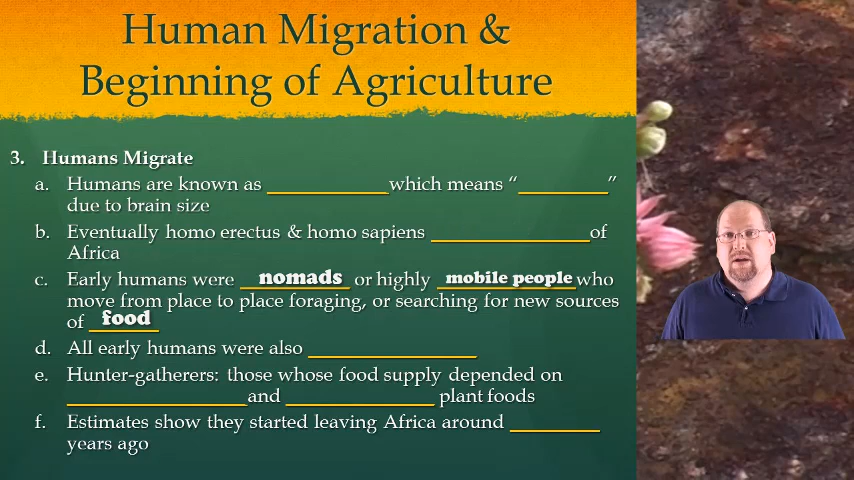 Human Migration &
Beginning of Agriculture
3. Humans Migrate
a. Humans are known as ____________which means "_________"
due to brain size
b. Eventually homo erectus & homo sapiens ________________of
Africa
c. Early humans were nomads or highly mobile people who
move from place to place foraging, or searching for new sources
of food
d. All early humans were also _________________
e. Hunter-gatherers: those whose food supply depended on
__________________and _______________ plant foods
f. Estimates show they started leaving Africa around _________
years ago